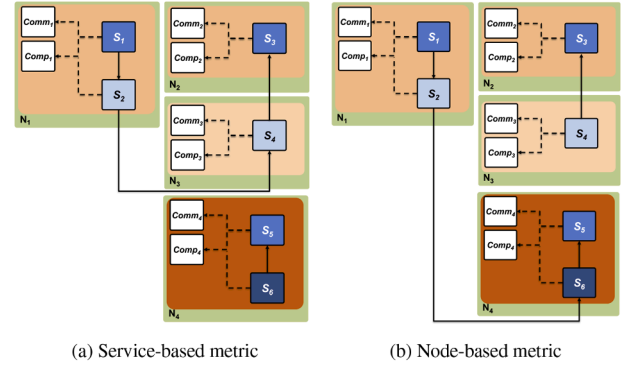 Comm1
Comp1
S1
S2
N1
Comm2
Comp2
S3
N2
Comm3
Comp3
S4
N3
Comm4
Comp4
S5
S6
N4
(a) Service-based metric
Comm1
Comp1
S1
S2
N1
Comm2
Comp2
S3
N2
Comm3
Comp3
S4
N3
Comm4
Comp4
S5
S6
N4
(b) Node-based metric